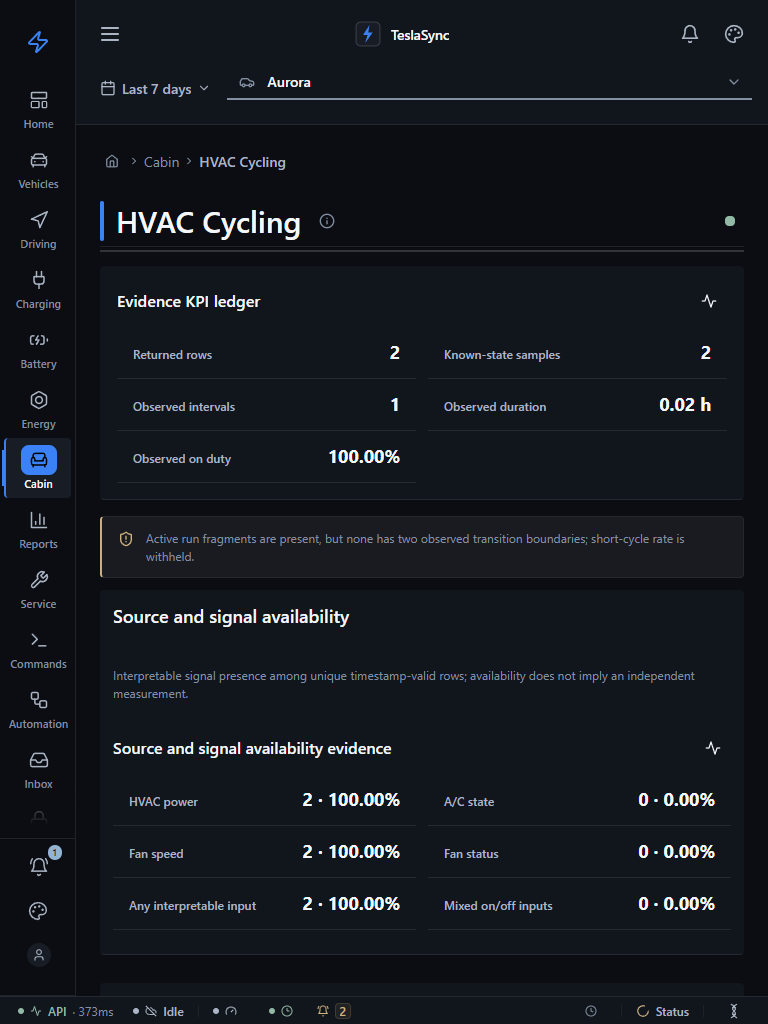 TeslaSync
Last 7 days
Aurora
Home
Vehicles
Driving
Charging
Battery
Energy
Cabin
Reports
Service
Commands
Automation
Inbox
1
Cabin
HVAC Cycling
HVAC Cycling
Evidence KPI ledger
Returned rows 2
Known-state samples 2
Observed intervals 1
Observed duration 0.02 h
Observed on duty 100.00%
Active run fragments are present, but none has two observed transition boundaries; short-cycle rate is
withheld.
Source and signal availability
Interpretable signal presence among unique timestamp-valid rows; availability does not imply an independent
measurement.
Source and signal availability evidence
HVAC power 2 · 100.00%
A/C state 0 · 0.00%
Fan speed 2 · 100.00%
Fan status 0 · 0.00%
Any interpretable input 2 · 100.00%
Mixed on/off inputs 0 · 0.00%
API · 373ms
Idle
2
Status